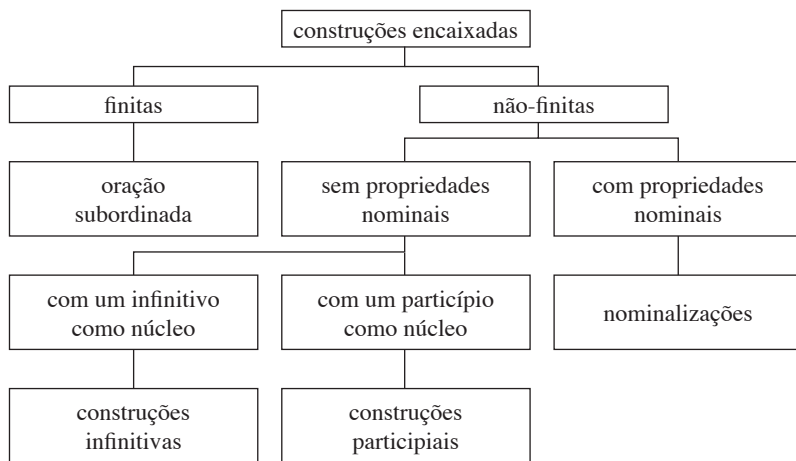 construções encaixadas
finitas
não-finitas
oração
subordinada
sem propriedades
nominais
com propriedades
nominais
com um infinitivo
como núcleo
com um particípio
como núcleo
nominalizações
construções
infinitivas
construções
participiais